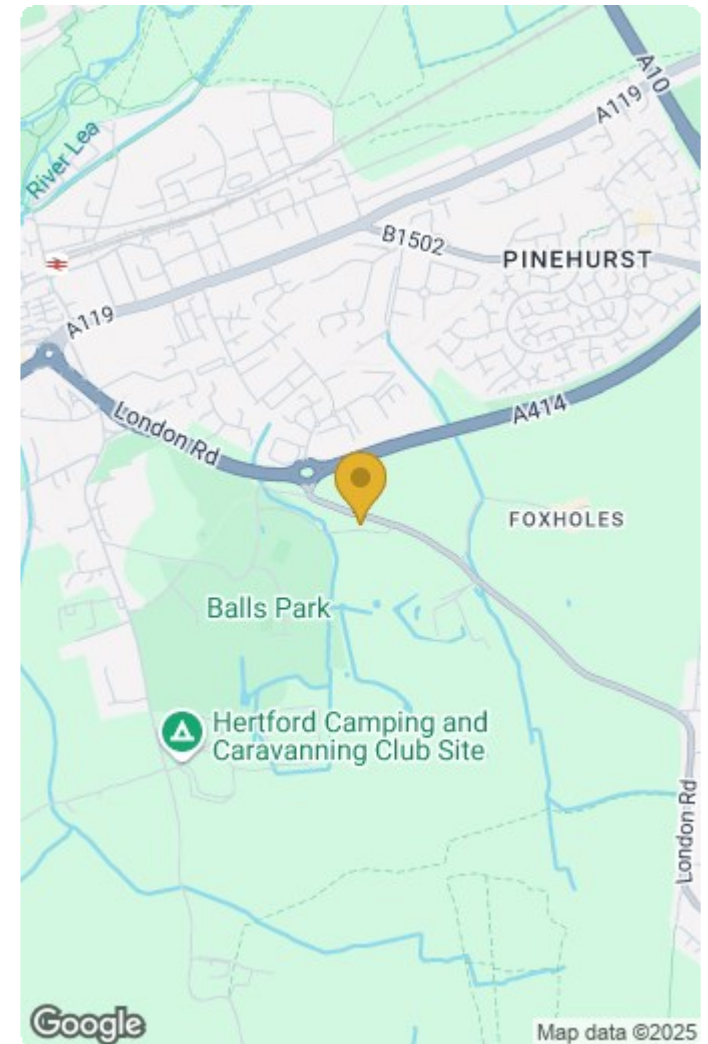 A10
A119
River Lea
B1502
PINEHURST
A119
London Rd
A414
FOXHOLES
Balls Park
Hertford Camping and
Caravanning Club Site
London Rd
Google
Map data ©2025